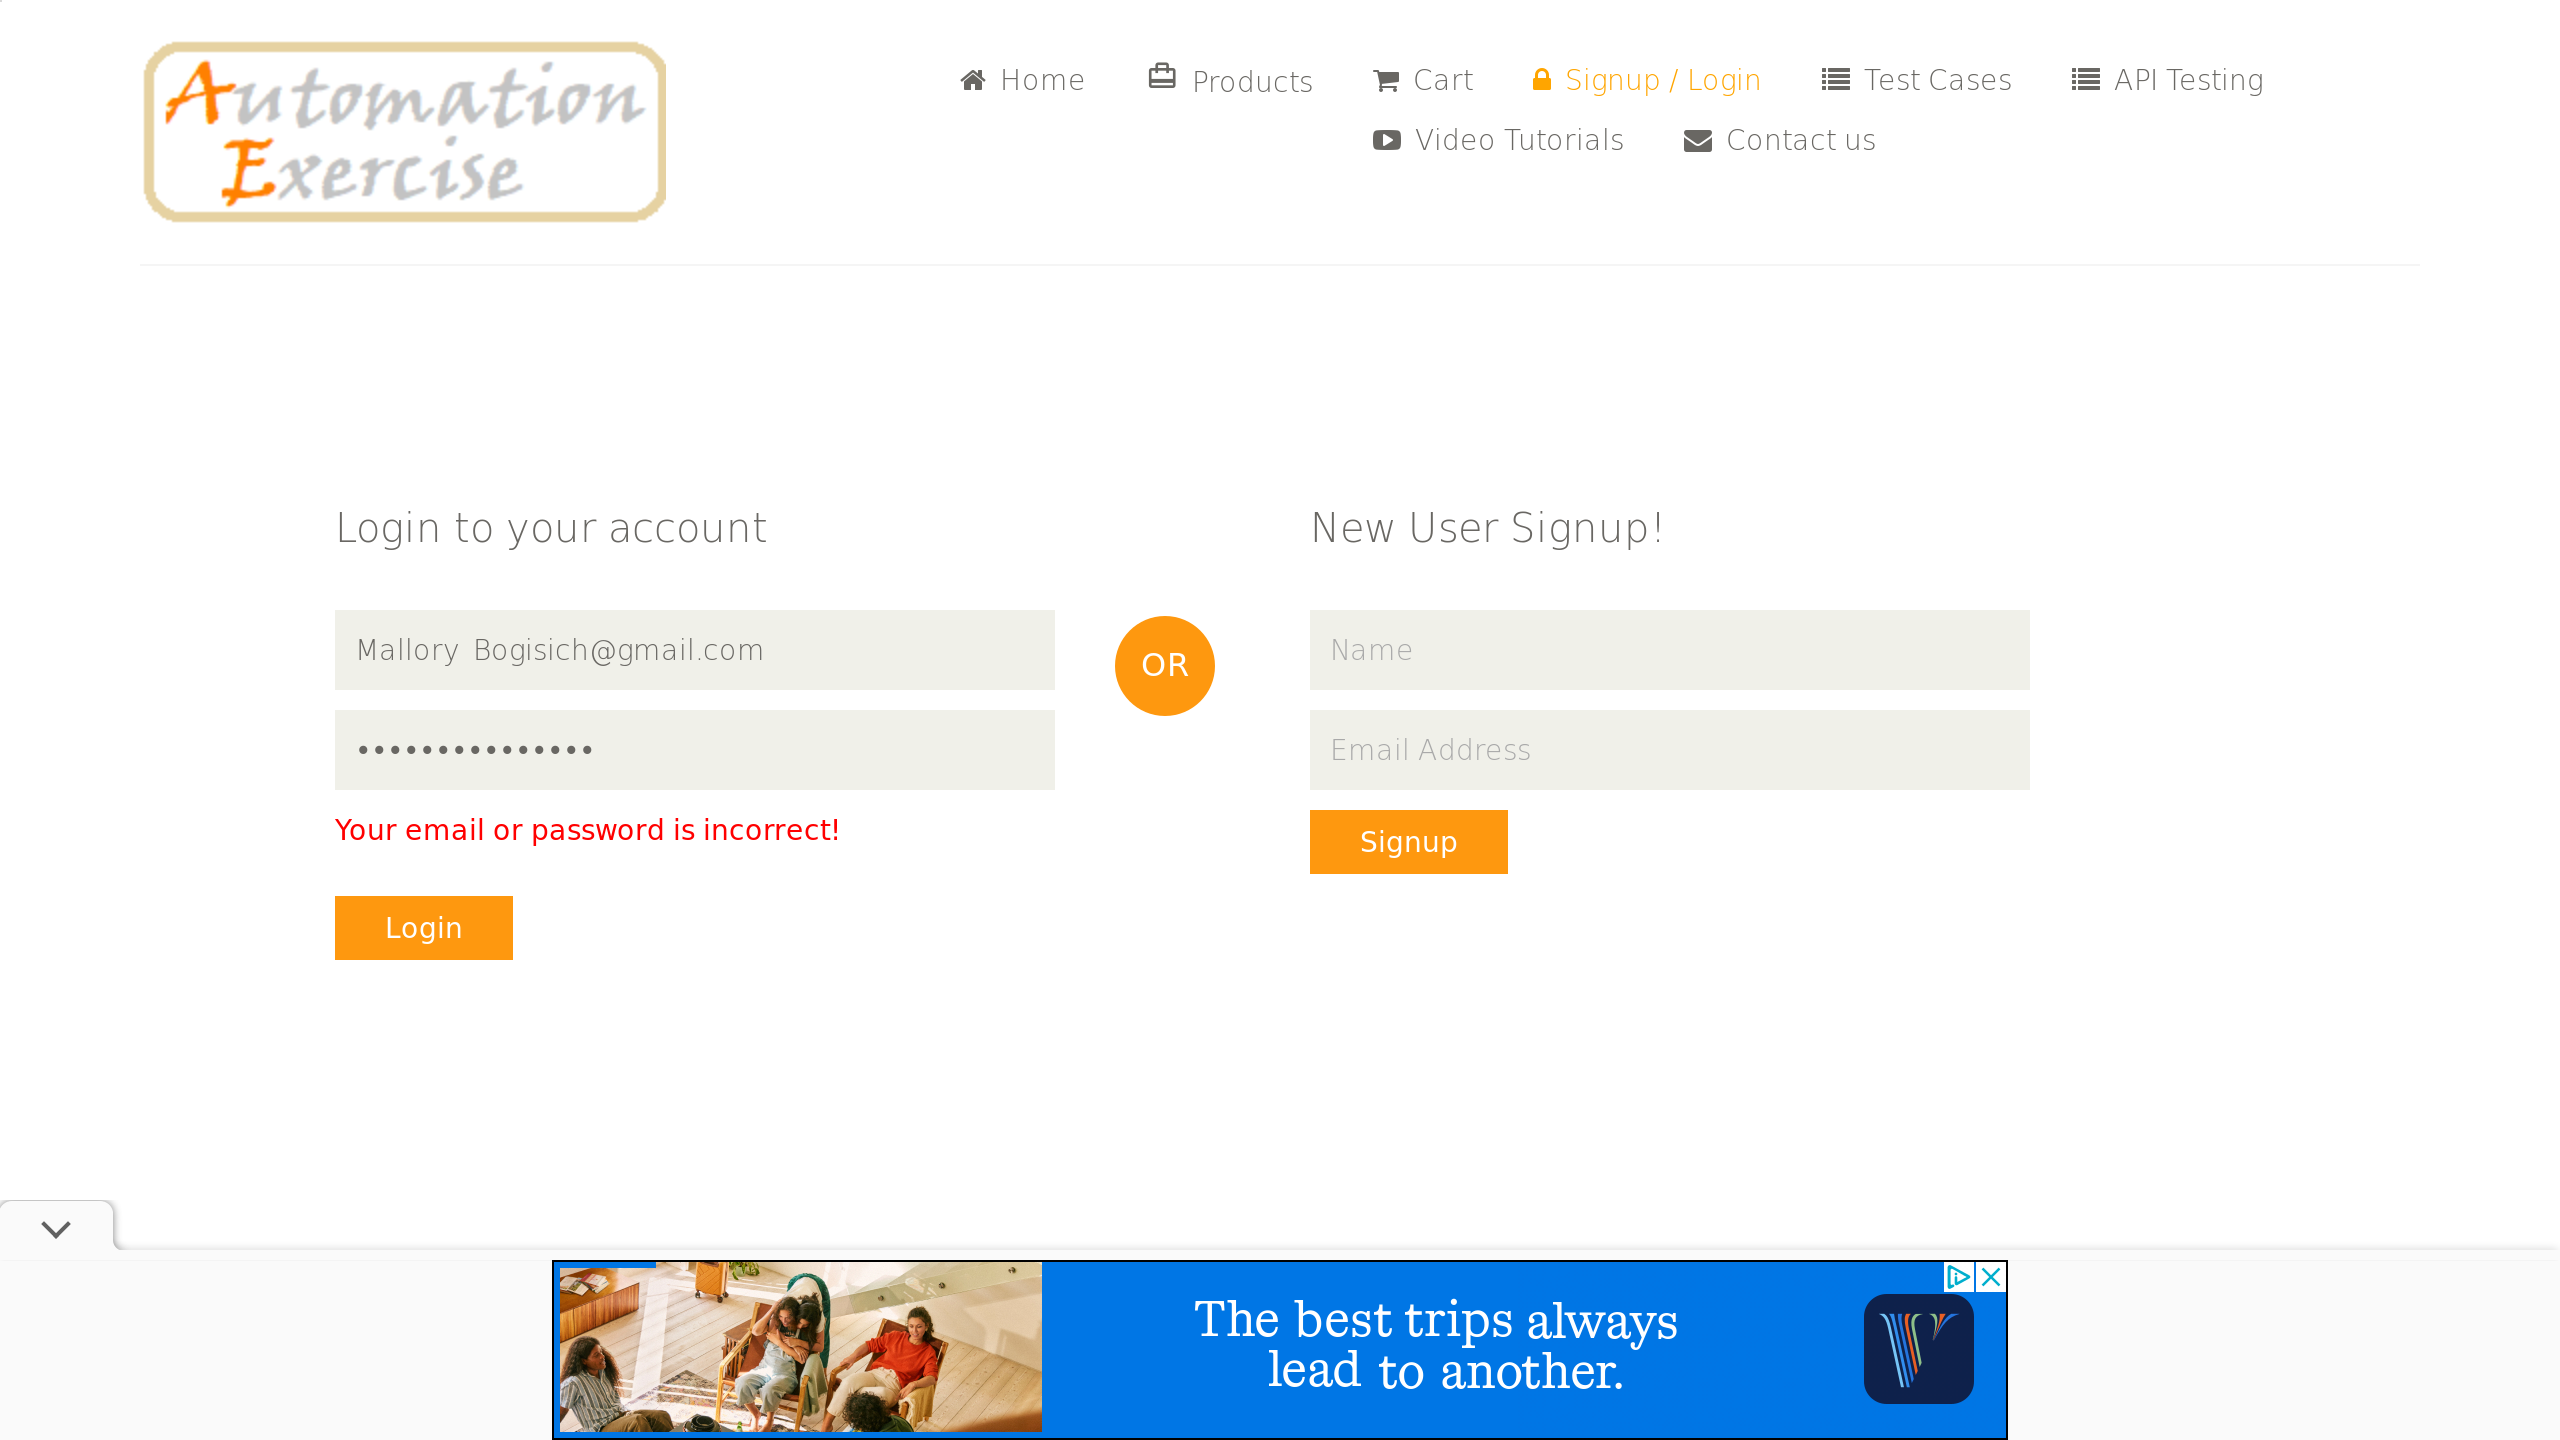 Automation
Exercise
Home
Products
Cart
Signup / Login
Test Cases
API Testing
Video Tutorials
Contact us
Login to your account
Mallory Bogisich@gmail.com
•••••••••••••••
Your email or password is incorrect!
Login
OR
New User Signup!
Name
Email Address
Signup
The best trips always
lead to another.